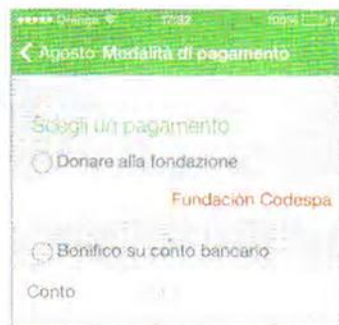 Orange 17:32 100%
Agosto Modalità di pagamento
Scegli un pagamento
Donare alla fondazione
Fundación Codespa
Bonifico su conto bancario
Conto